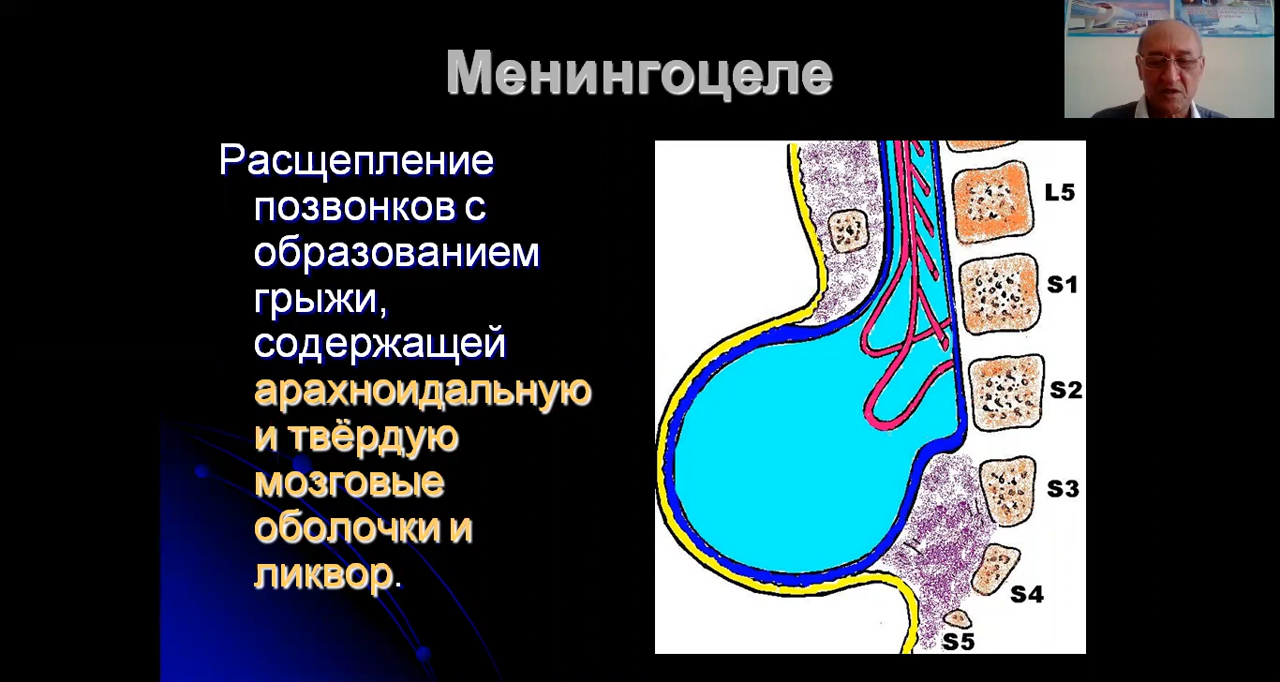 Менингоцеле
Расщепление
позвонков с
образованием
грыжи,
содержащей
арахноидальную
и твёрдую
мозговые
оболочки и
ликвор.
L5
S1
S2
S3
S4
S5